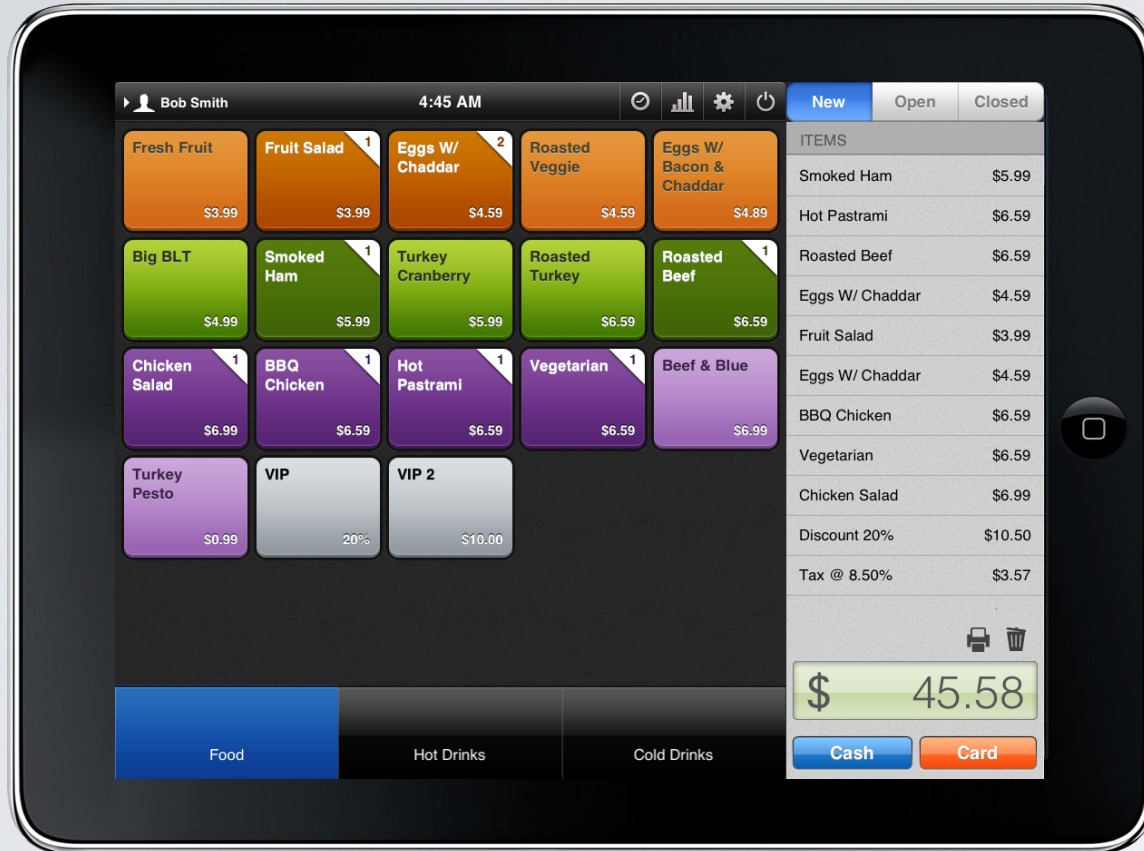 Bob Smith
4:45 AM
New
Open
Closed
Fresh Fruit
$3.99
Fruit Salad
1
$3.99
Eggs W/
Chaddar
2
$4.59
Roasted
Veggie
$4.59
Eggs W/
Bacon &
Chaddar
$4.89
Big BLT
$4.99
Smoked
Ham
1
$5.99
Turkey
Cranberry
$5.99
Roasted
Turkey
$6.59
Roasted
Beef
1
$6.59
Chicken
Salad
1
$6.99
BBQ
Chicken
1
$6.59
Hot
Pastrami
1
$6.59
Vegetarian
1
$6.59
Beef & Blue
$6.99
Turkey
Pesto
$0.99
VIP
20%
VIP 2
$10.00
Food
Hot Drinks
Cold Drinks
ITEMS
Smoked Ham $5.99
Hot Pastrami $6.59
Roasted Beef $6.59
Eggs W/ Chaddar $4.59
Fruit Salad $3.99
Eggs W/ Chaddar $4.59
BBQ Chicken $6.59
Vegetarian $6.59
Chicken Salad $6.99
Discount 20% $10.50
Tax @ 8.50% $3.57
$ 45.58
Cash
Card